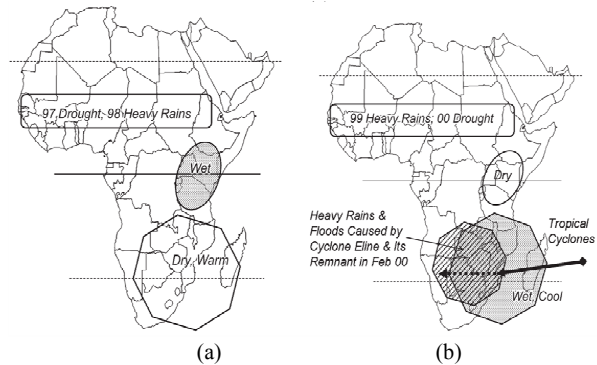 97 Drought, 98 Heavy Rains
Wet
Dry, Warm
(a)
99 Heavy Rains, 00 Drought
Dry
Heavy Rains &
Floods Caused by
Cyclone Eline & Its
Remnant in Feb 00
Tropical
Cyclones
Wet, Cool
(b)